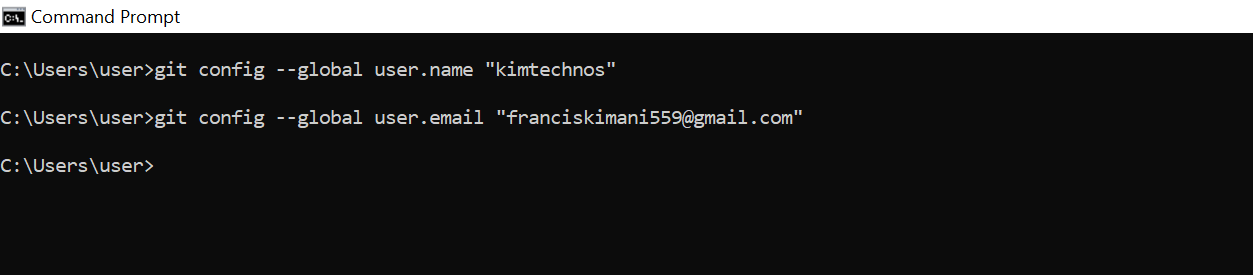 Command Prompt
C:\Users\user>git config --global user.name "kimtechnos"
C:\Users\user>git config --global user.email "franciskimani559@gmail.com"
C:\Users\user>